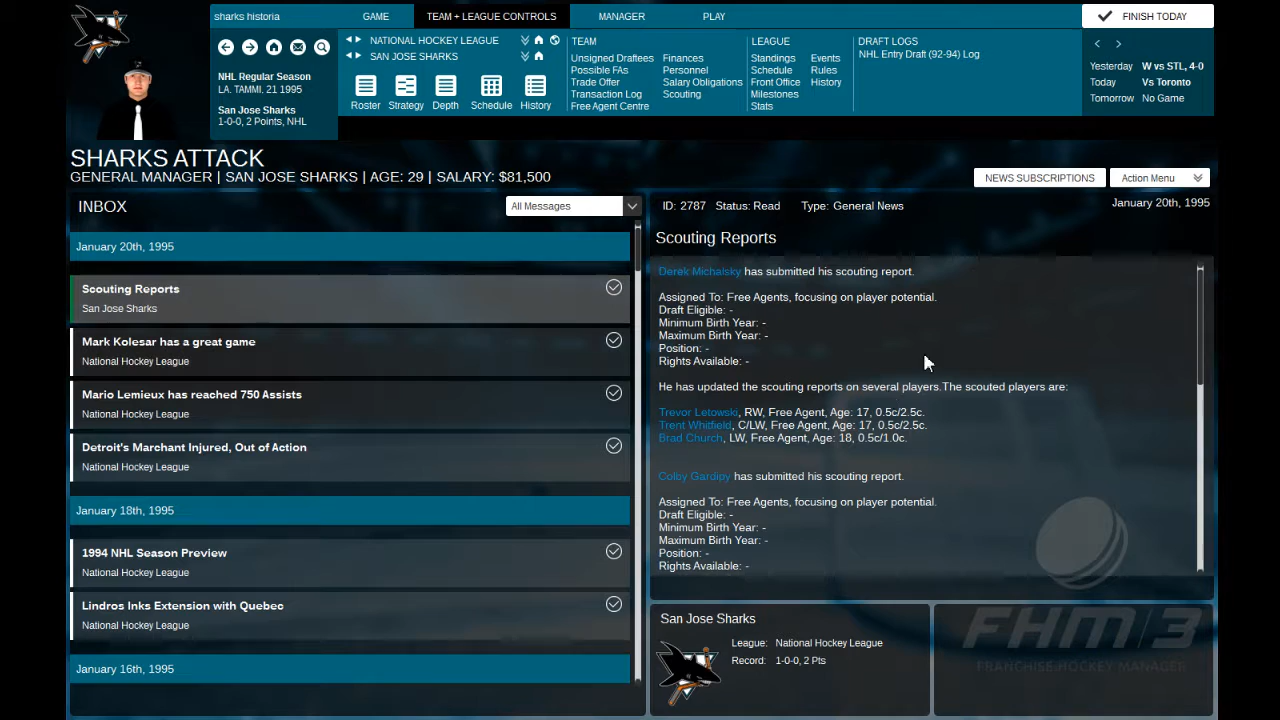 sharks historia
GAME
TEAM + LEAGUE CONTROLS
MANAGER
PLAY
FINISH TODAY
NATIONAL HOCKEY LEAGUE
SAN JOSE SHARKS
NHL Regular Season
LA. TAMMI. 21 1995
San Jose Sharks
1-0-0, 2 Points, NHL
Roster
Strategy
Depth
Schedule
History
TEAM
Unsigned Draftees
Possible FAs
Trade Offer
Transaction Log
Free Agent Centre
Finances
Personnel
Salary Obligations
Scouting
LEAGUE
Standings
Schedule
Front Office
Milestones
Stats
Events
Rules
History
DRAFT LOGS
NHL Entry Draft (92-94) Log
Yesterday W vs STL, 4-0
Today Vs Toronto
Tomorrow No Game
SHARKS ATTACK
GENERAL MANAGER | SAN JOSE SHARKS | AGE: 29 | SALARY: $81,500
NEWS SUBSCRIPTIONS
Action Menu
INBOX
All Messages
January 20th, 1995
Scouting Reports
San Jose Sharks
Mark Kolesar has a great game
National Hockey League
Mario Lemieux has reached 750 Assists
National Hockey League
Detroit's Marchant Injured, Out of Action
National Hockey League
January 18th, 1995
1994 NHL Season Preview
National Hockey League
Lindros Inks Extension with Quebec
National Hockey League
January 16th, 1995
ID: 2787 Status: Read Type: General News
January 20th, 1995
Scouting Reports
Derek Michalsky has submitted his scouting report.
Assigned To: Free Agents, focusing on player potential.
Draft Eligible: -
Minimum Birth Year: -
Maximum Birth Year: -
Position: -
Rights Available: -
He has updated the scouting reports on several players.The scouted players are:
Trevor Letowski, RW, Free Agent, Age: 17, 0.5c/2.5c.
Trent Whitfield, C/LW, Free Agent, Age: 17, 0.5c/2.5c.
Brad Church, LW, Free Agent, Age: 18, 0.5c/1.0c.
Colby Gardipy has submitted his scouting report.
Assigned To: Free Agents, focusing on player potential.
Draft Eligible: -
Minimum Birth Year: -
Maximum Birth Year: -
Position: -
Rights Available: -
San Jose Sharks
League: National Hockey League
Record: 1-0-0, 2 Pts
FHM/3
FRANCHISE HOCKEY MANAGER